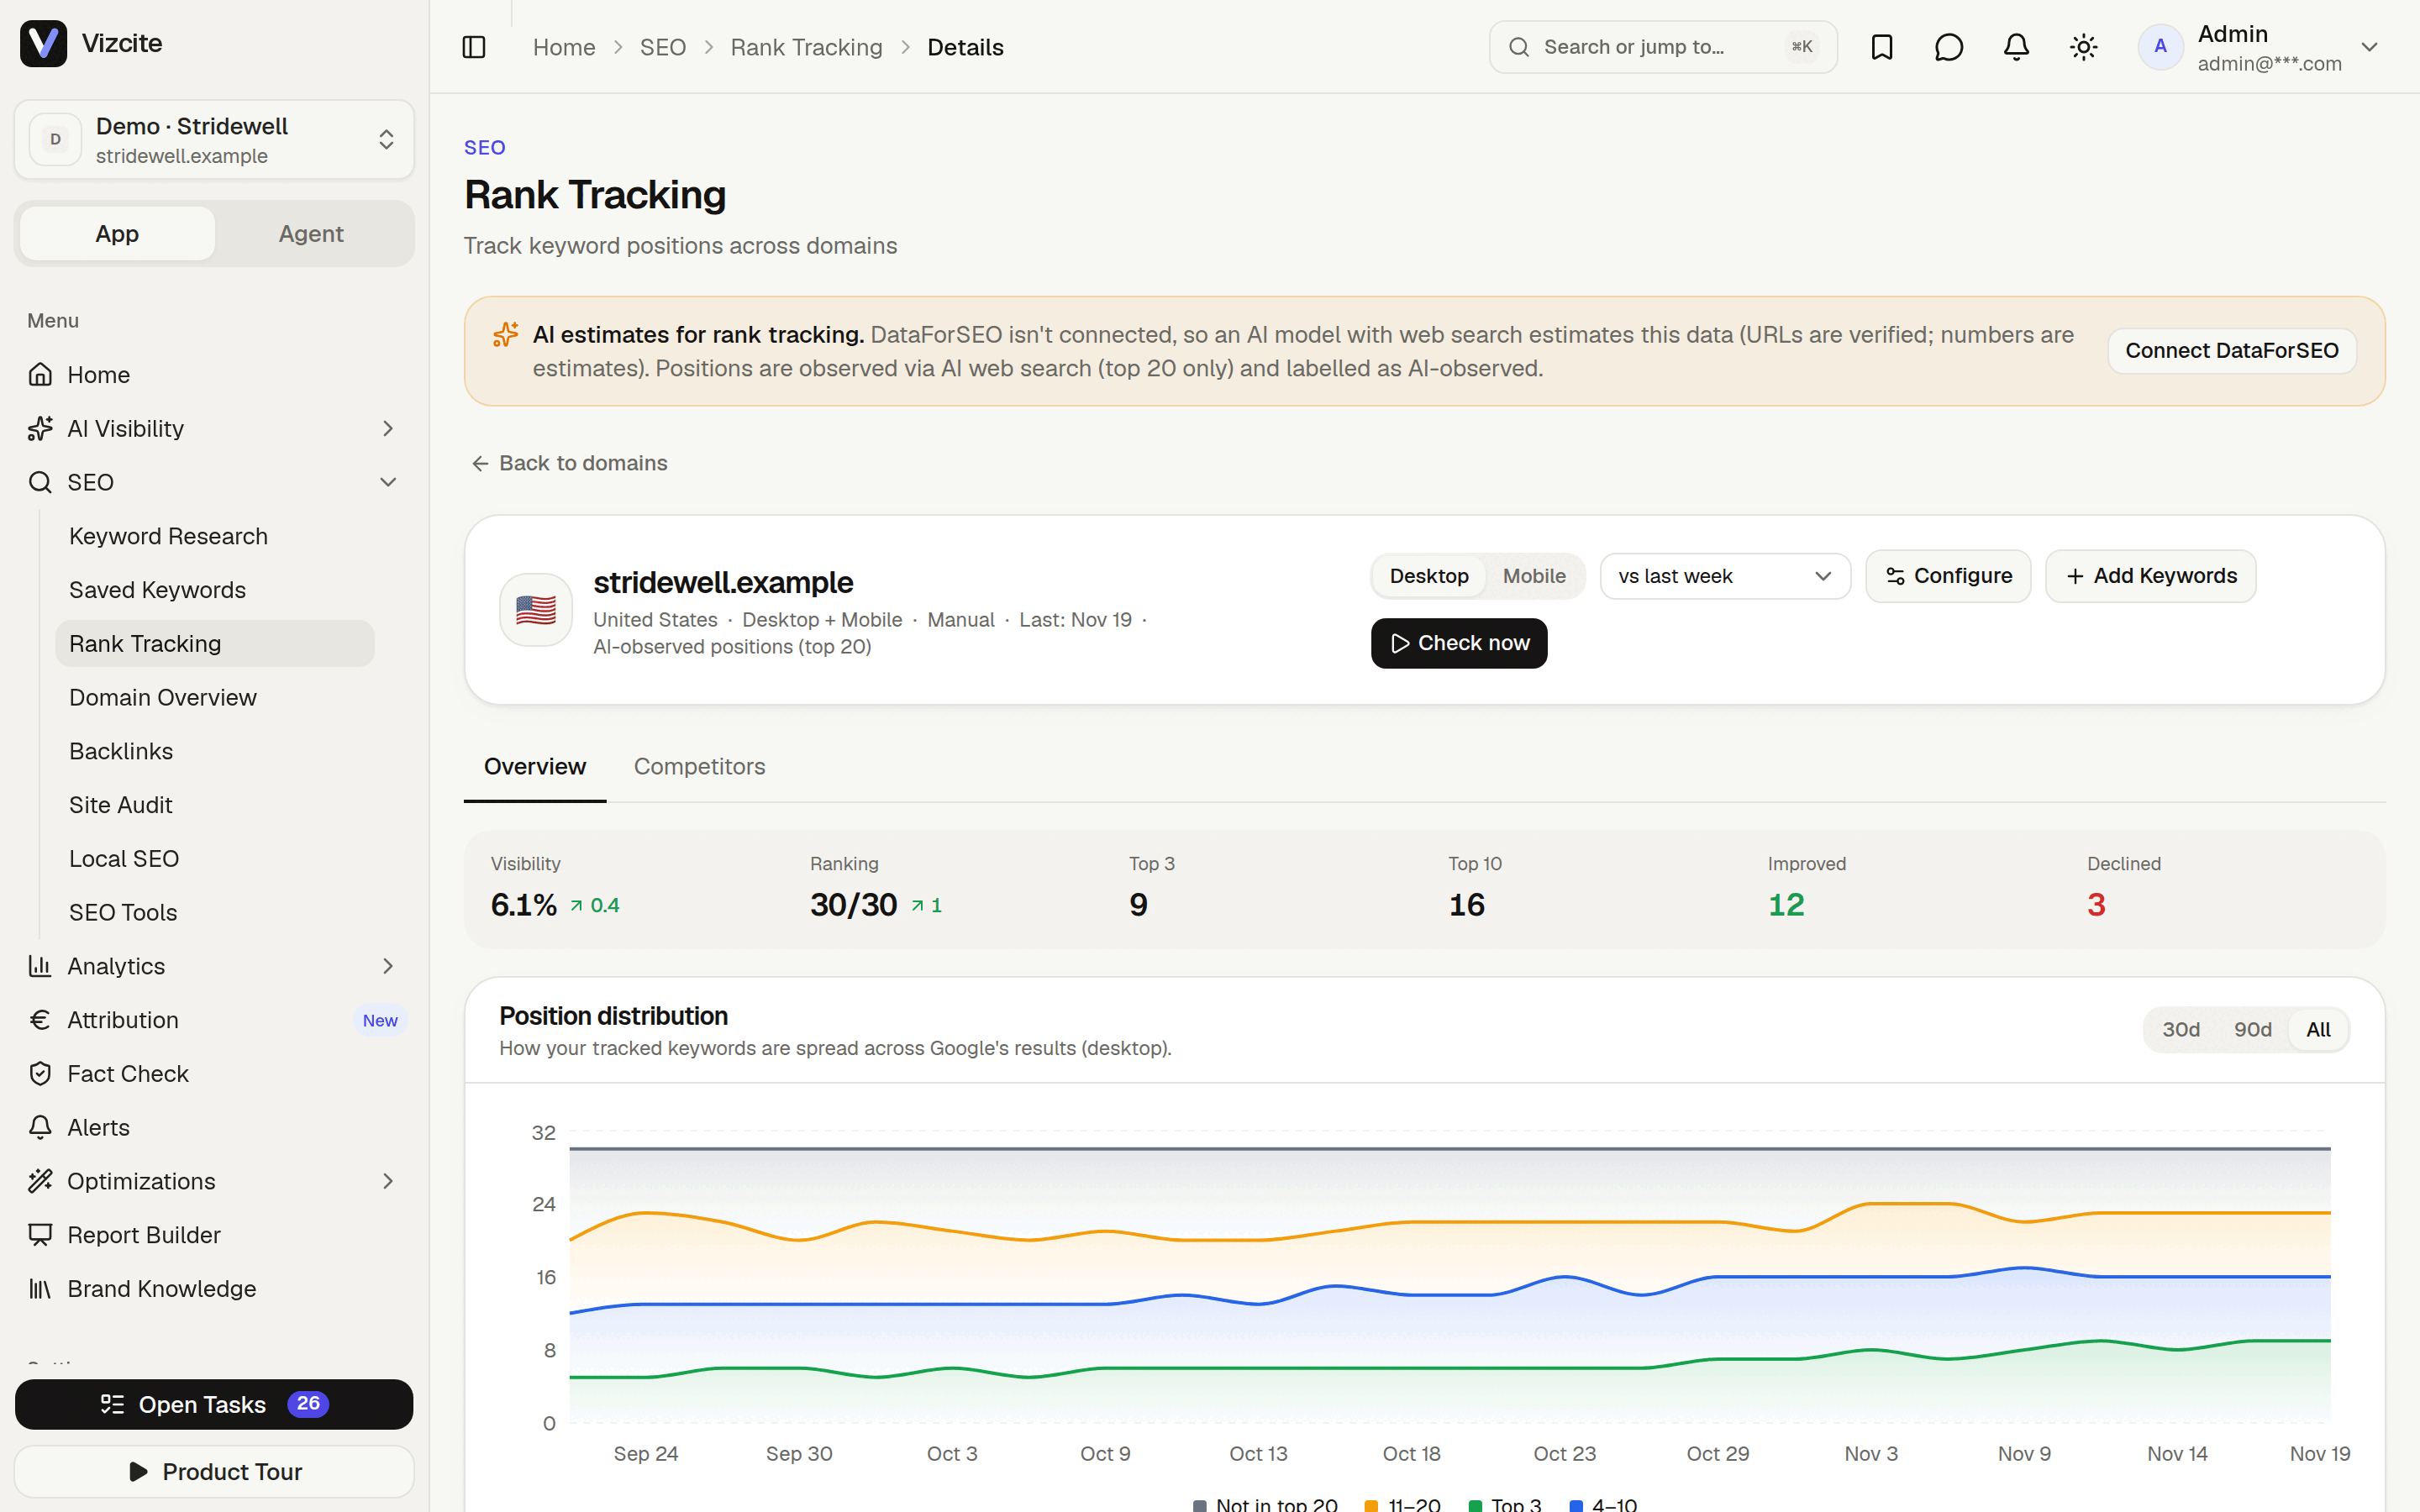 Vizcite
Demo · Stridewell
D
stridewell.example
App
Agent
Menu
Home
AI Visibility
SEO
Keyword Research
Saved Keywords
Rank Tracking
Domain Overview
Backlinks
Site Audit
Local SEO
SEO Tools
Analytics
Attribution
New
Fact Check
Alerts
Optimizations
Report Builder
Brand Knowledge
Open Tasks
26
Product Tour
Home
SEO
Rank Tracking
Details
Search or jump to...
⌘K
A
Admin
admin@***.com
SEO
Rank Tracking
Track keyword positions across domains
AI estimates for rank tracking. DataForSEO isn't connected, so an AI model with web search estimates this data (URLs are verified; numbers are
estimates). Positions are observed via AI web search (top 20 only) and labelled as AI-observed.
Connect DataForSEO
Back to domains
stridewell.example
United States · Desktop + Mobile · Manual · Last: Nov 19 ·
AI-observed positions (top 20)
Desktop
Mobile
vs last week
Configure
Add Keywords
Check now
Overview
Competitors
Visibility
6.1%
0.4
Ranking
30/30
1
Top 3
9
Top 10
16
Improved
12
Declined
3
Position distribution
How your tracked keywords are spread across Google's results (desktop).
30d
90d
All
32
24
16
8
0
Sep 24
Sep 30
Oct 3
Oct 9
Oct 13
Oct 18
Oct 23
Oct 29
Nov 3
Nov 9
Nov 14
Nov 19
Not in top 20
11–20
Top 3
4–10